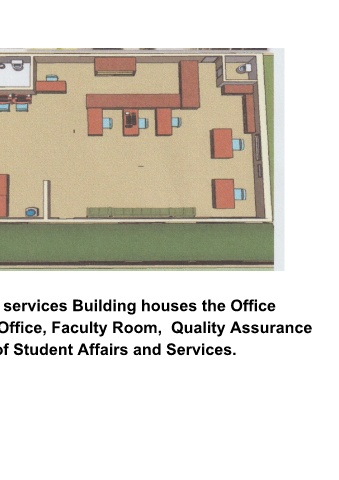 services Building houses the Office
Office, Faculty Room, Quality Assurance
of Student Affairs and Services.